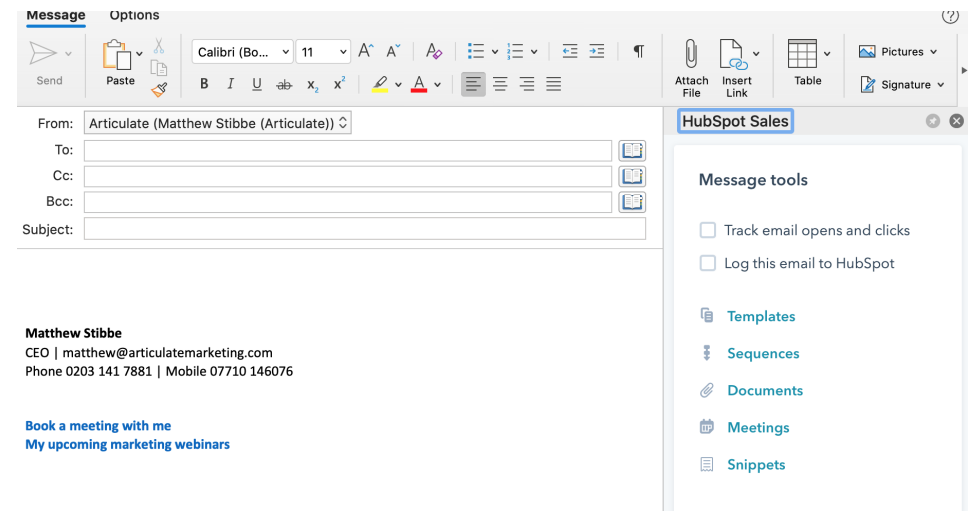 Message Options
Send
Paste
Calibri (Bo...
11
A A A
B I U ab x2 x2 A
Attach File
Insert Link
Table
Pictures
Signature
From: Articulate (Matthew Stibbe (Articulate))
To:
Cc:
Bcc:
Subject:
Matthew Stibbe
CEO | matthew@articulatemarketing.com
Phone 0203 141 7881 | Mobile 07710 146076
Book a meeting with me
My upcoming marketing webinars
HubSpot Sales
Message tools
Track email opens and clicks
Log this email to HubSpot
Templates
Sequences
Documents
Meetings
Snippets